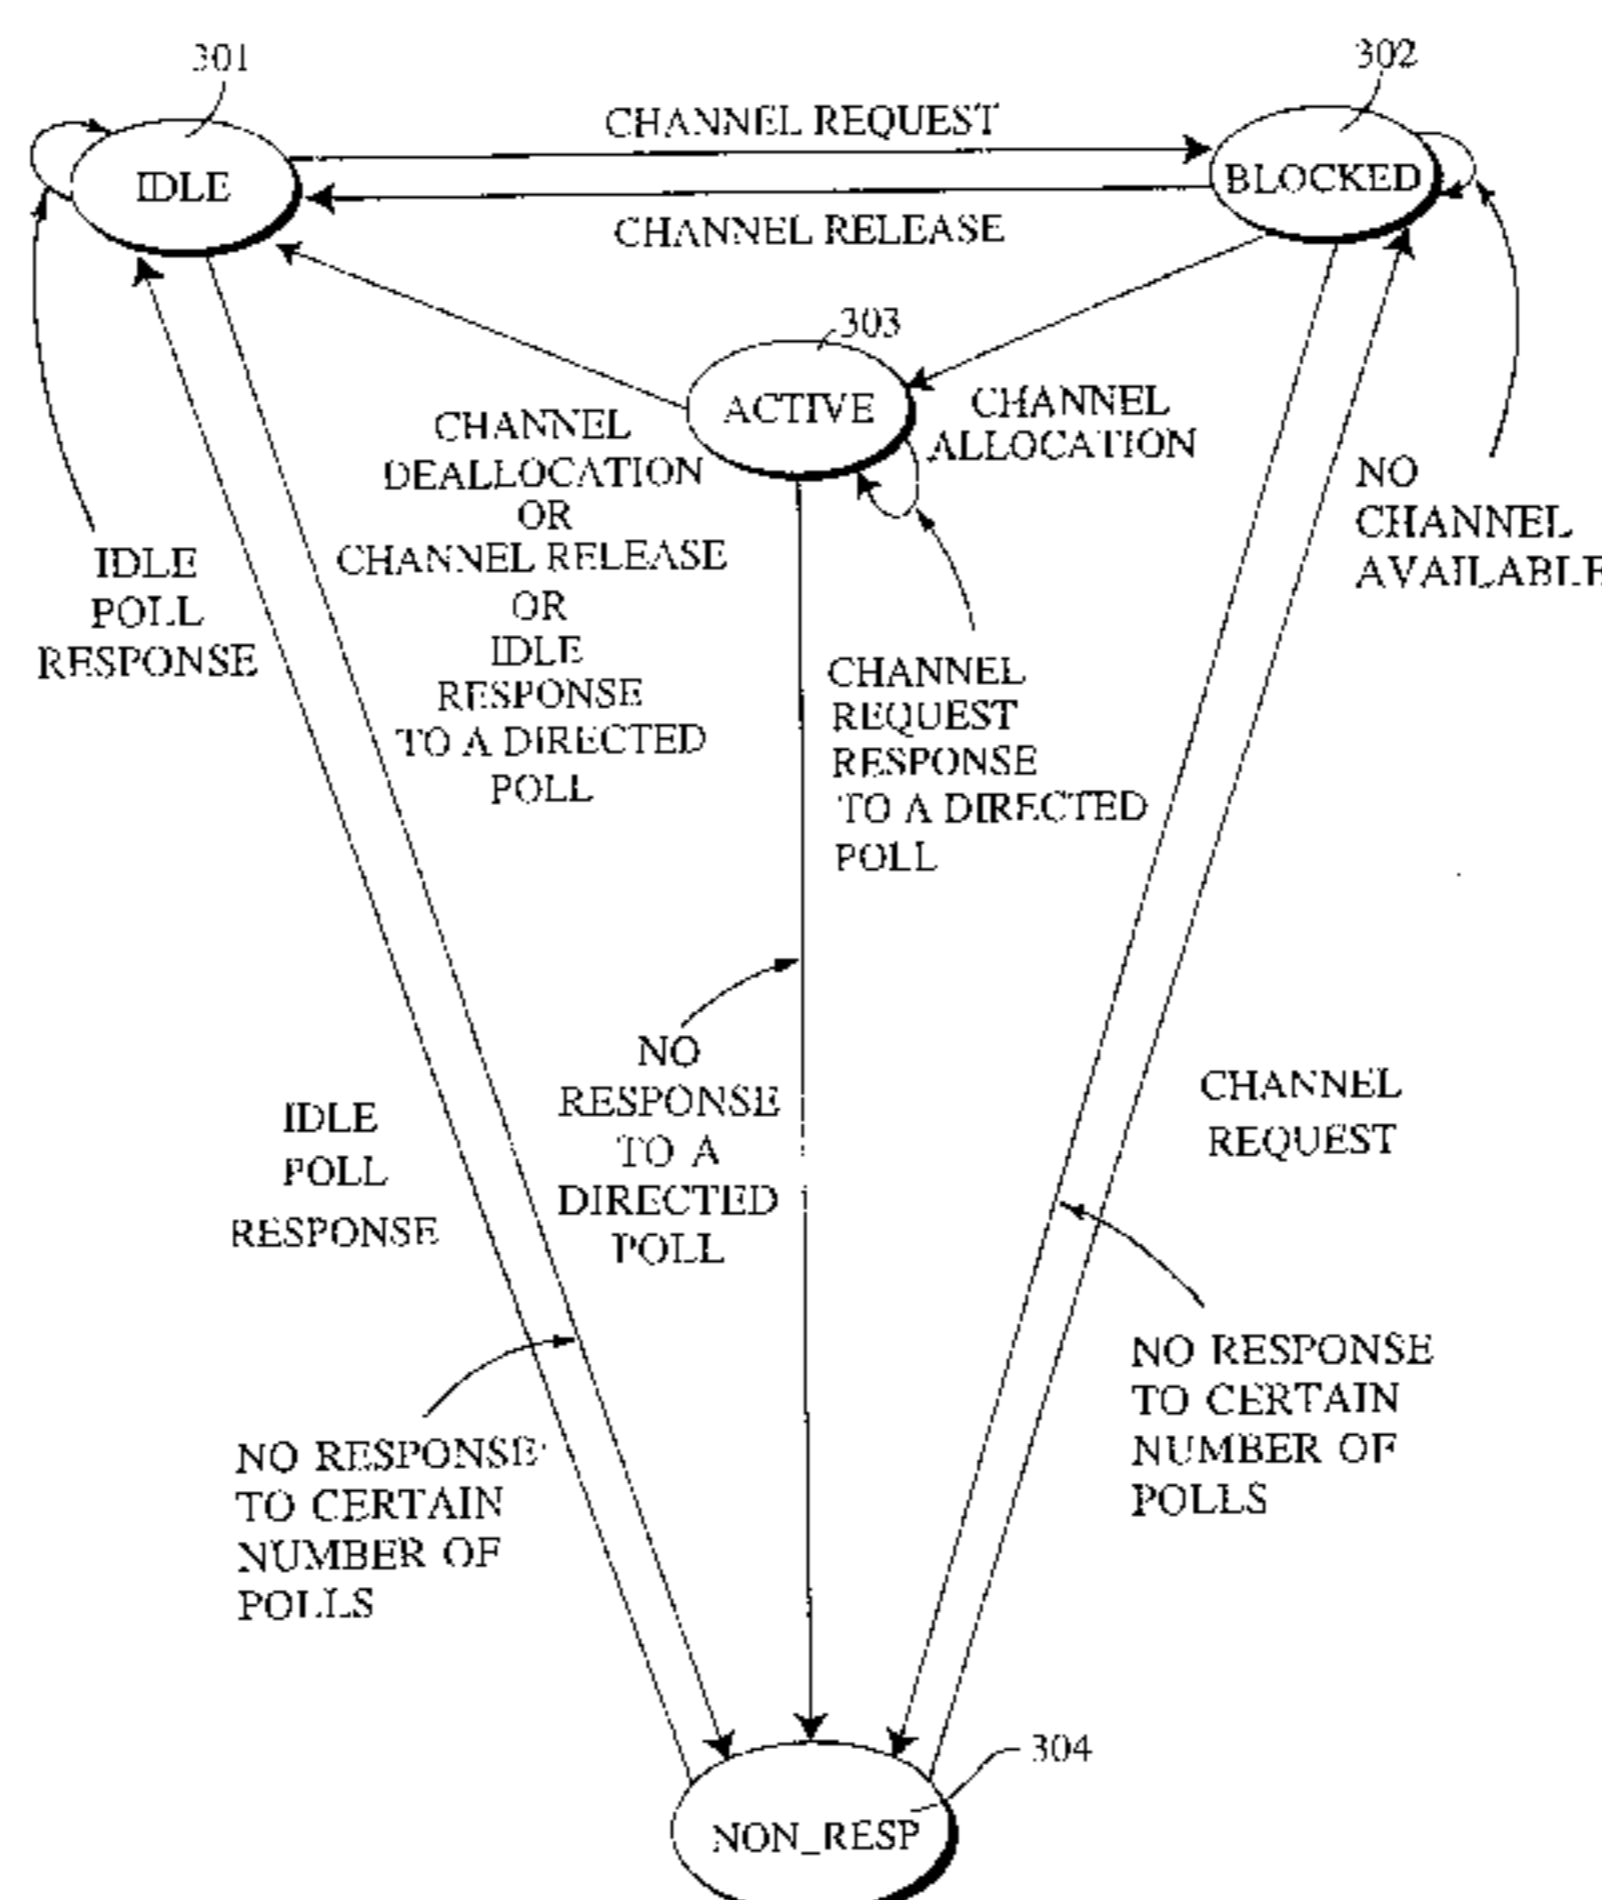 301
302
CHANNEL REQUEST
IDLE
BLOCKED
CHANNEL RELEASE
303
ACTIVE
CHANNEL
ALLOCATION
CHANNEL
DEALLOCATION
OR
CHANNEL RELEASE
OR
IDLE
RESPONSE
TO A DIRECTED
POLL
NO
CHANNEL
AVAILABLE
IDLE
POLL
RESPONSE
CHANNEL
REQUEST
RESPONSE
TO A DIRECTED
POLL
NO
RESPONSE
TO A
DIRECTED
POLL
IDLE
POLL
RESPONSE
CHANNEL
REQUEST
NO RESPONSE
TO CERTAIN
NUMBER OF
POLLS
NO RESPONSE
TO CERTAIN
NUMBER OF
POLLS
304
NON_RESP